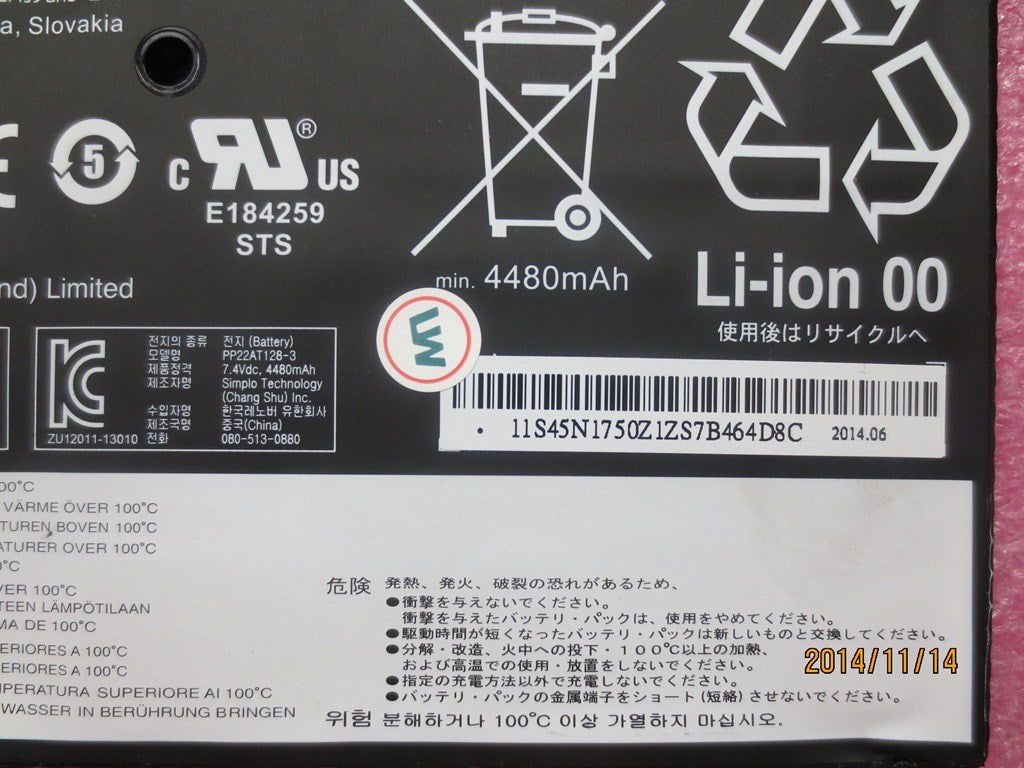 a, Slovakia
5
C UL® US
E184259
STS
nd) Limited
min. 4480mAh
Li-ion 00
使用後はリサイクルへ
전지의 종류 전지 (Battery)
모델명 PP22AT128-3
제품정격 7.4Vdc, 4480mAh
제조자명 Simplo Technology
(Chang Shu) Inc.
수입자명 한국레노버 유한회사
제조국명 중국(China)
전화 080-513-0880
ZU12011-13010
11S45N1750Z1ZS7B464D8C 2014.06
00°C
VÄRME ÖVER 100°C
TUREN BOVEN 100°C
ATURER OVER 100°C
0°C
VER 100°C
TEEN LÄMPÖTILAAN
MA DE 100°C
ERIORES A 100°C
ERIORES A 100°C
MPERATURA SUPERIORE AI 100°C
WASSER IN BERÜHRUNG BRINGEN
危険 発熱、発火、破裂の恐れがあるため、
●衝撃を与えないでください。
衝撃を与えたバッテリ・パックは、使用をやめてください。
●駆動時間が短くなったバッテリ・パックは新しいものと交換してください。
●分解・改造、火中への投下・100℃以上の加熱、
および高温での使用・放置をしないでください。
●指定の充電方法以外で充電しないでください。
●バッテリ・パックの金属端子をショート(短絡)させないでください。
위험 분해하거나 100°C 이상 가열하지 마십시오.
2014/11/14